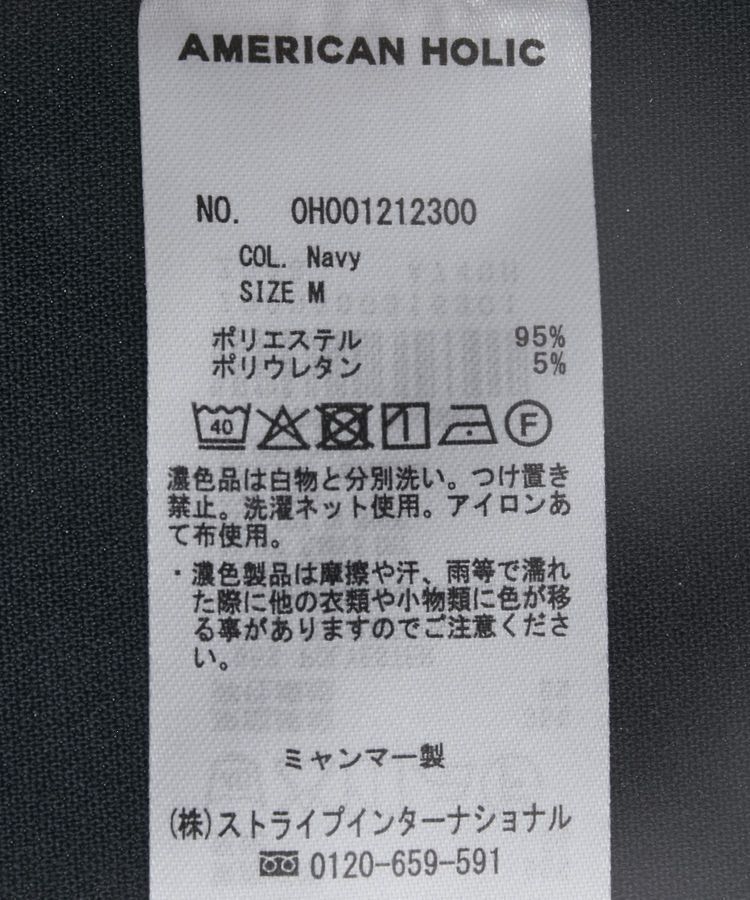 AMERICAN HOLIC
NO. 0H001212300
COL. Navy
SIZE M
ポリエステル 95%
ポリウレタン 5%
40 F
濃色品は白物と分別洗い。つけ置き
禁止。洗濯ネット使用。アイロンあ
て布使用。
・濃色製品は摩擦や汗、雨等で濡れ
た際に他の衣類や小物類に色が移
る事がありますのでご注意くださ
い。
ミャンマー製
(株)ストライプインターナショナル
0120-659-591